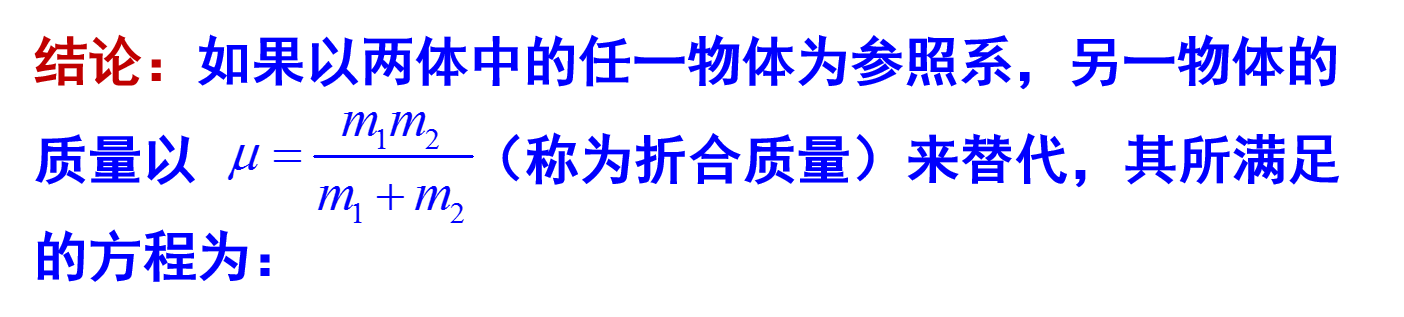 结论：如果以两体中的任一物体为参照系，另一物体的
质量以 μ = m₁m₂ / (m₁ + m₂)（称为折合质量）来替代，其所满足
的方程为：